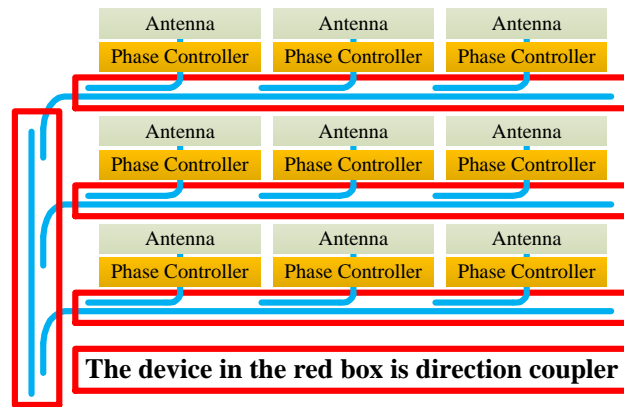 Antenna Antenna Antenna
Phase Controller Phase Controller Phase Controller
Antenna Antenna Antenna
Phase Controller Phase Controller Phase Controller
Antenna Antenna Antenna
Phase Controller Phase Controller Phase Controller
The device in the red box is direction coupler